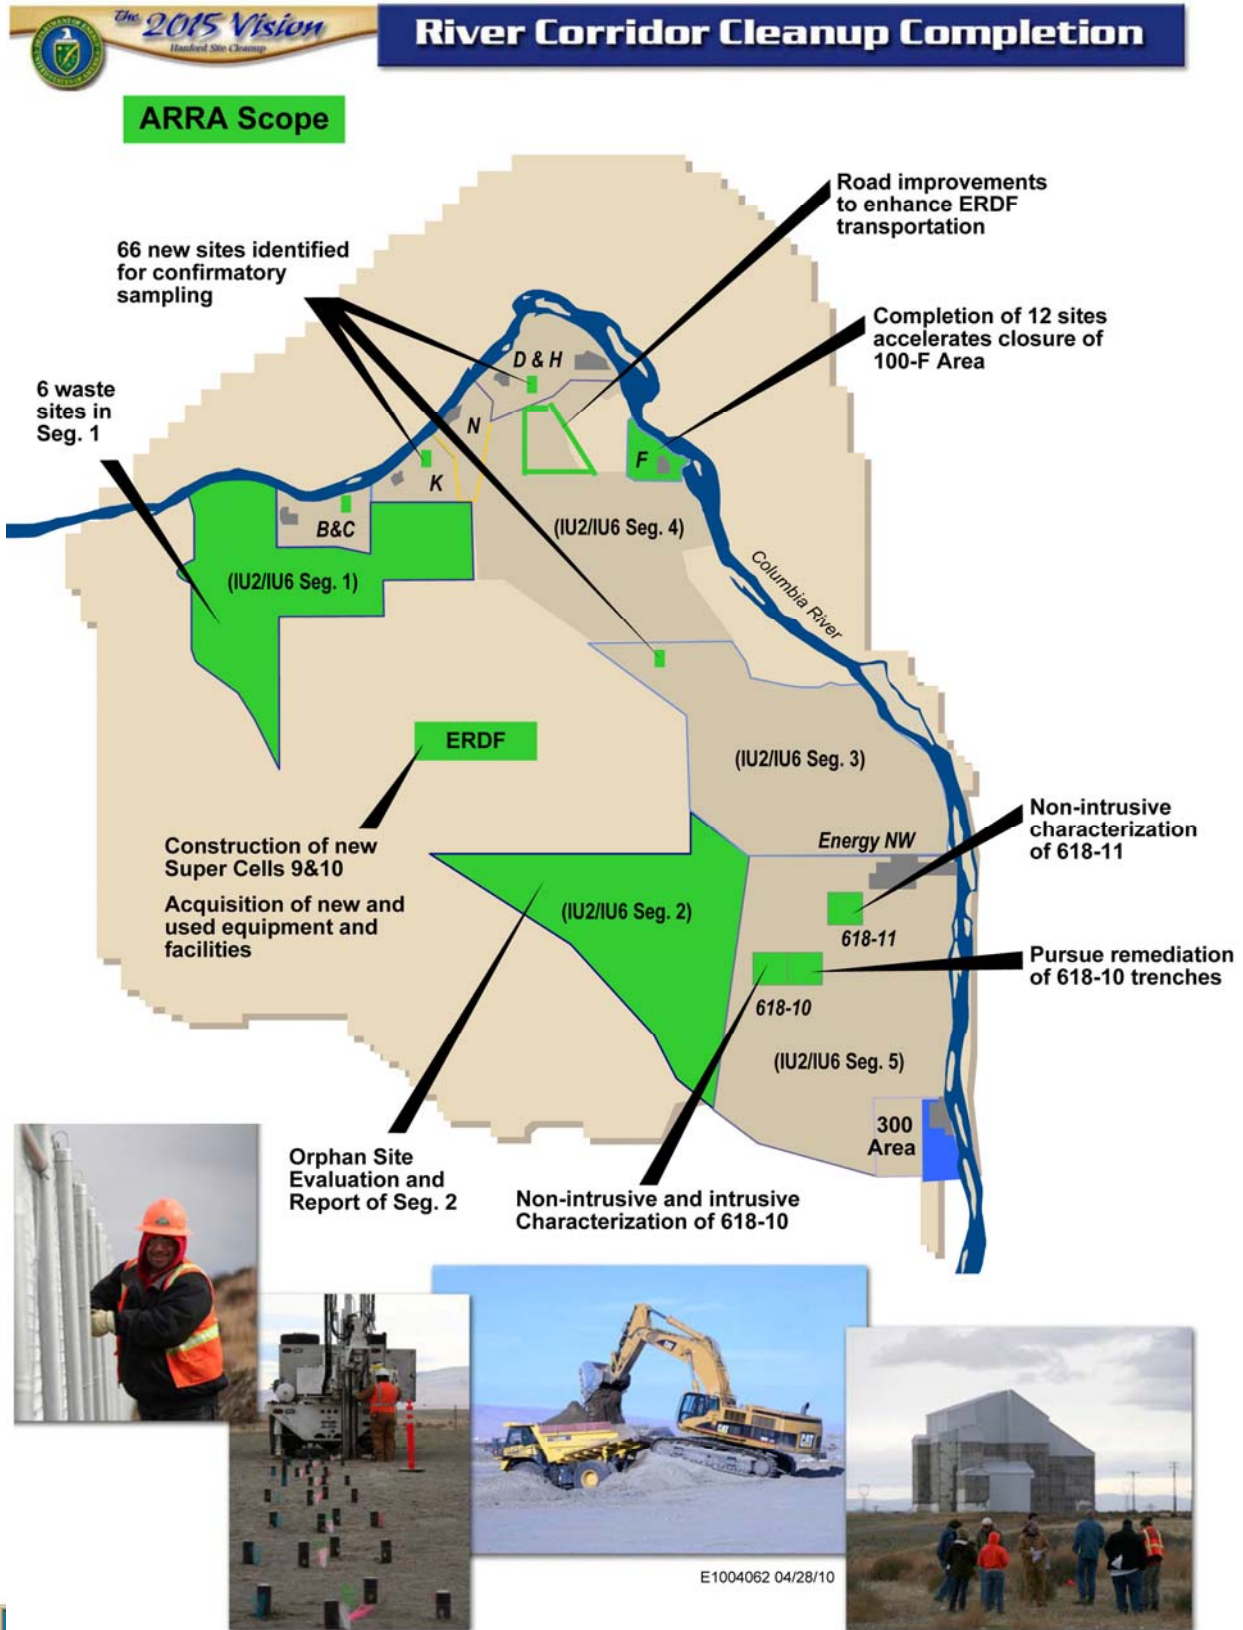 The 2015 Vision
Hanford Site Cleanup
River Corridor Cleanup Completion
ARRA Scope
Road improvements
to enhance ERDF
transportation
66 new sites identified
for confirmatory
sampling
Completion of 12 sites
accelerates closure of
100-F Area
6 waste
sites in
Seg. 1
D & H
N
K
F
B&C
(IU2/IU6 Seg. 4)
(IU2/IU6 Seg. 1)
Columbia River
ERDF
(IU2/IU6 Seg. 3)
Construction of new
Super Cells 9&10
Acquisition of new and
used equipment and
facilities
Energy NW
Non-intrusive
characterization
of 618-11
(IU2/IU6 Seg. 2)
618-11
Pursue remediation
of 618-10 trenches
618-10
(IU2/IU6 Seg. 5)
300
Area
Orphan Site
Evaluation and
Report of Seg. 2
Non-intrusive and intrusive
Characterization of 618-10
CAT
CAT
E1004062 04/28/10